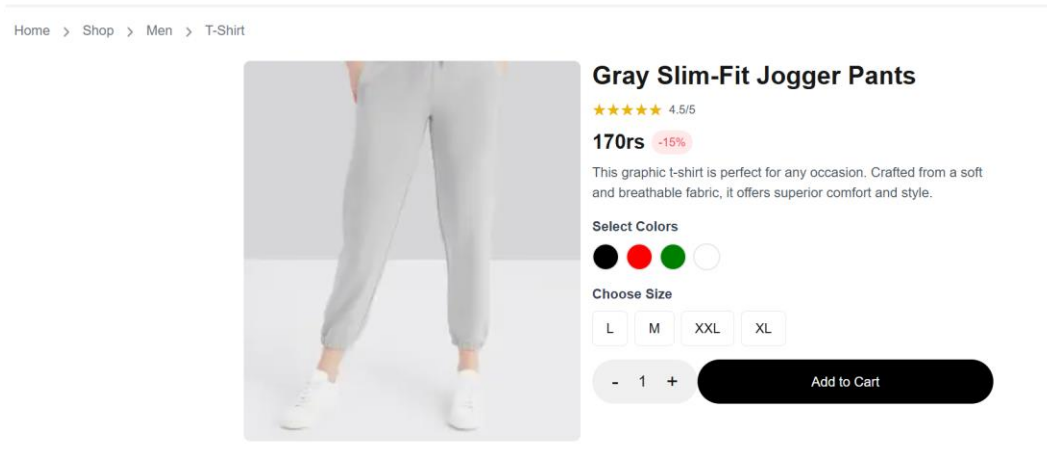 Home > Shop > Men > T-Shirt
Gray Slim-Fit Jogger Pants
★★★★★ 4.5/5
170rs -15%
This graphic t-shirt is perfect for any occasion. Crafted from a soft
and breathable fabric, it offers superior comfort and style.
Select Colors
Choose Size
L M XXL XL
- 1 + Add to Cart